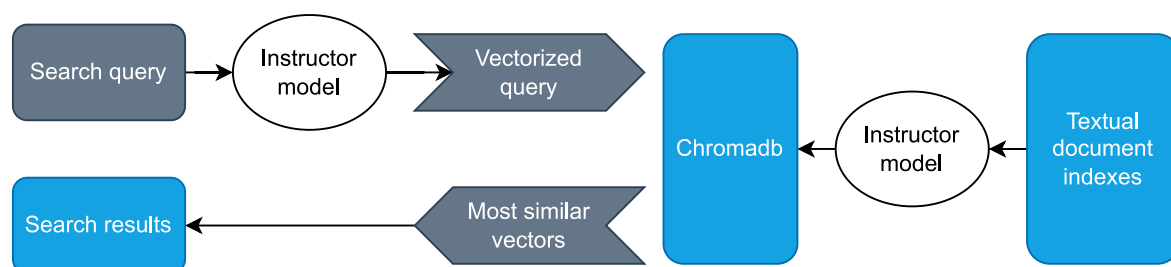 Search query
Instructor
model
Vectorized
query
Chromadb
Instructor
model
Textual
document
indexes
Search results
Most similar
vectors